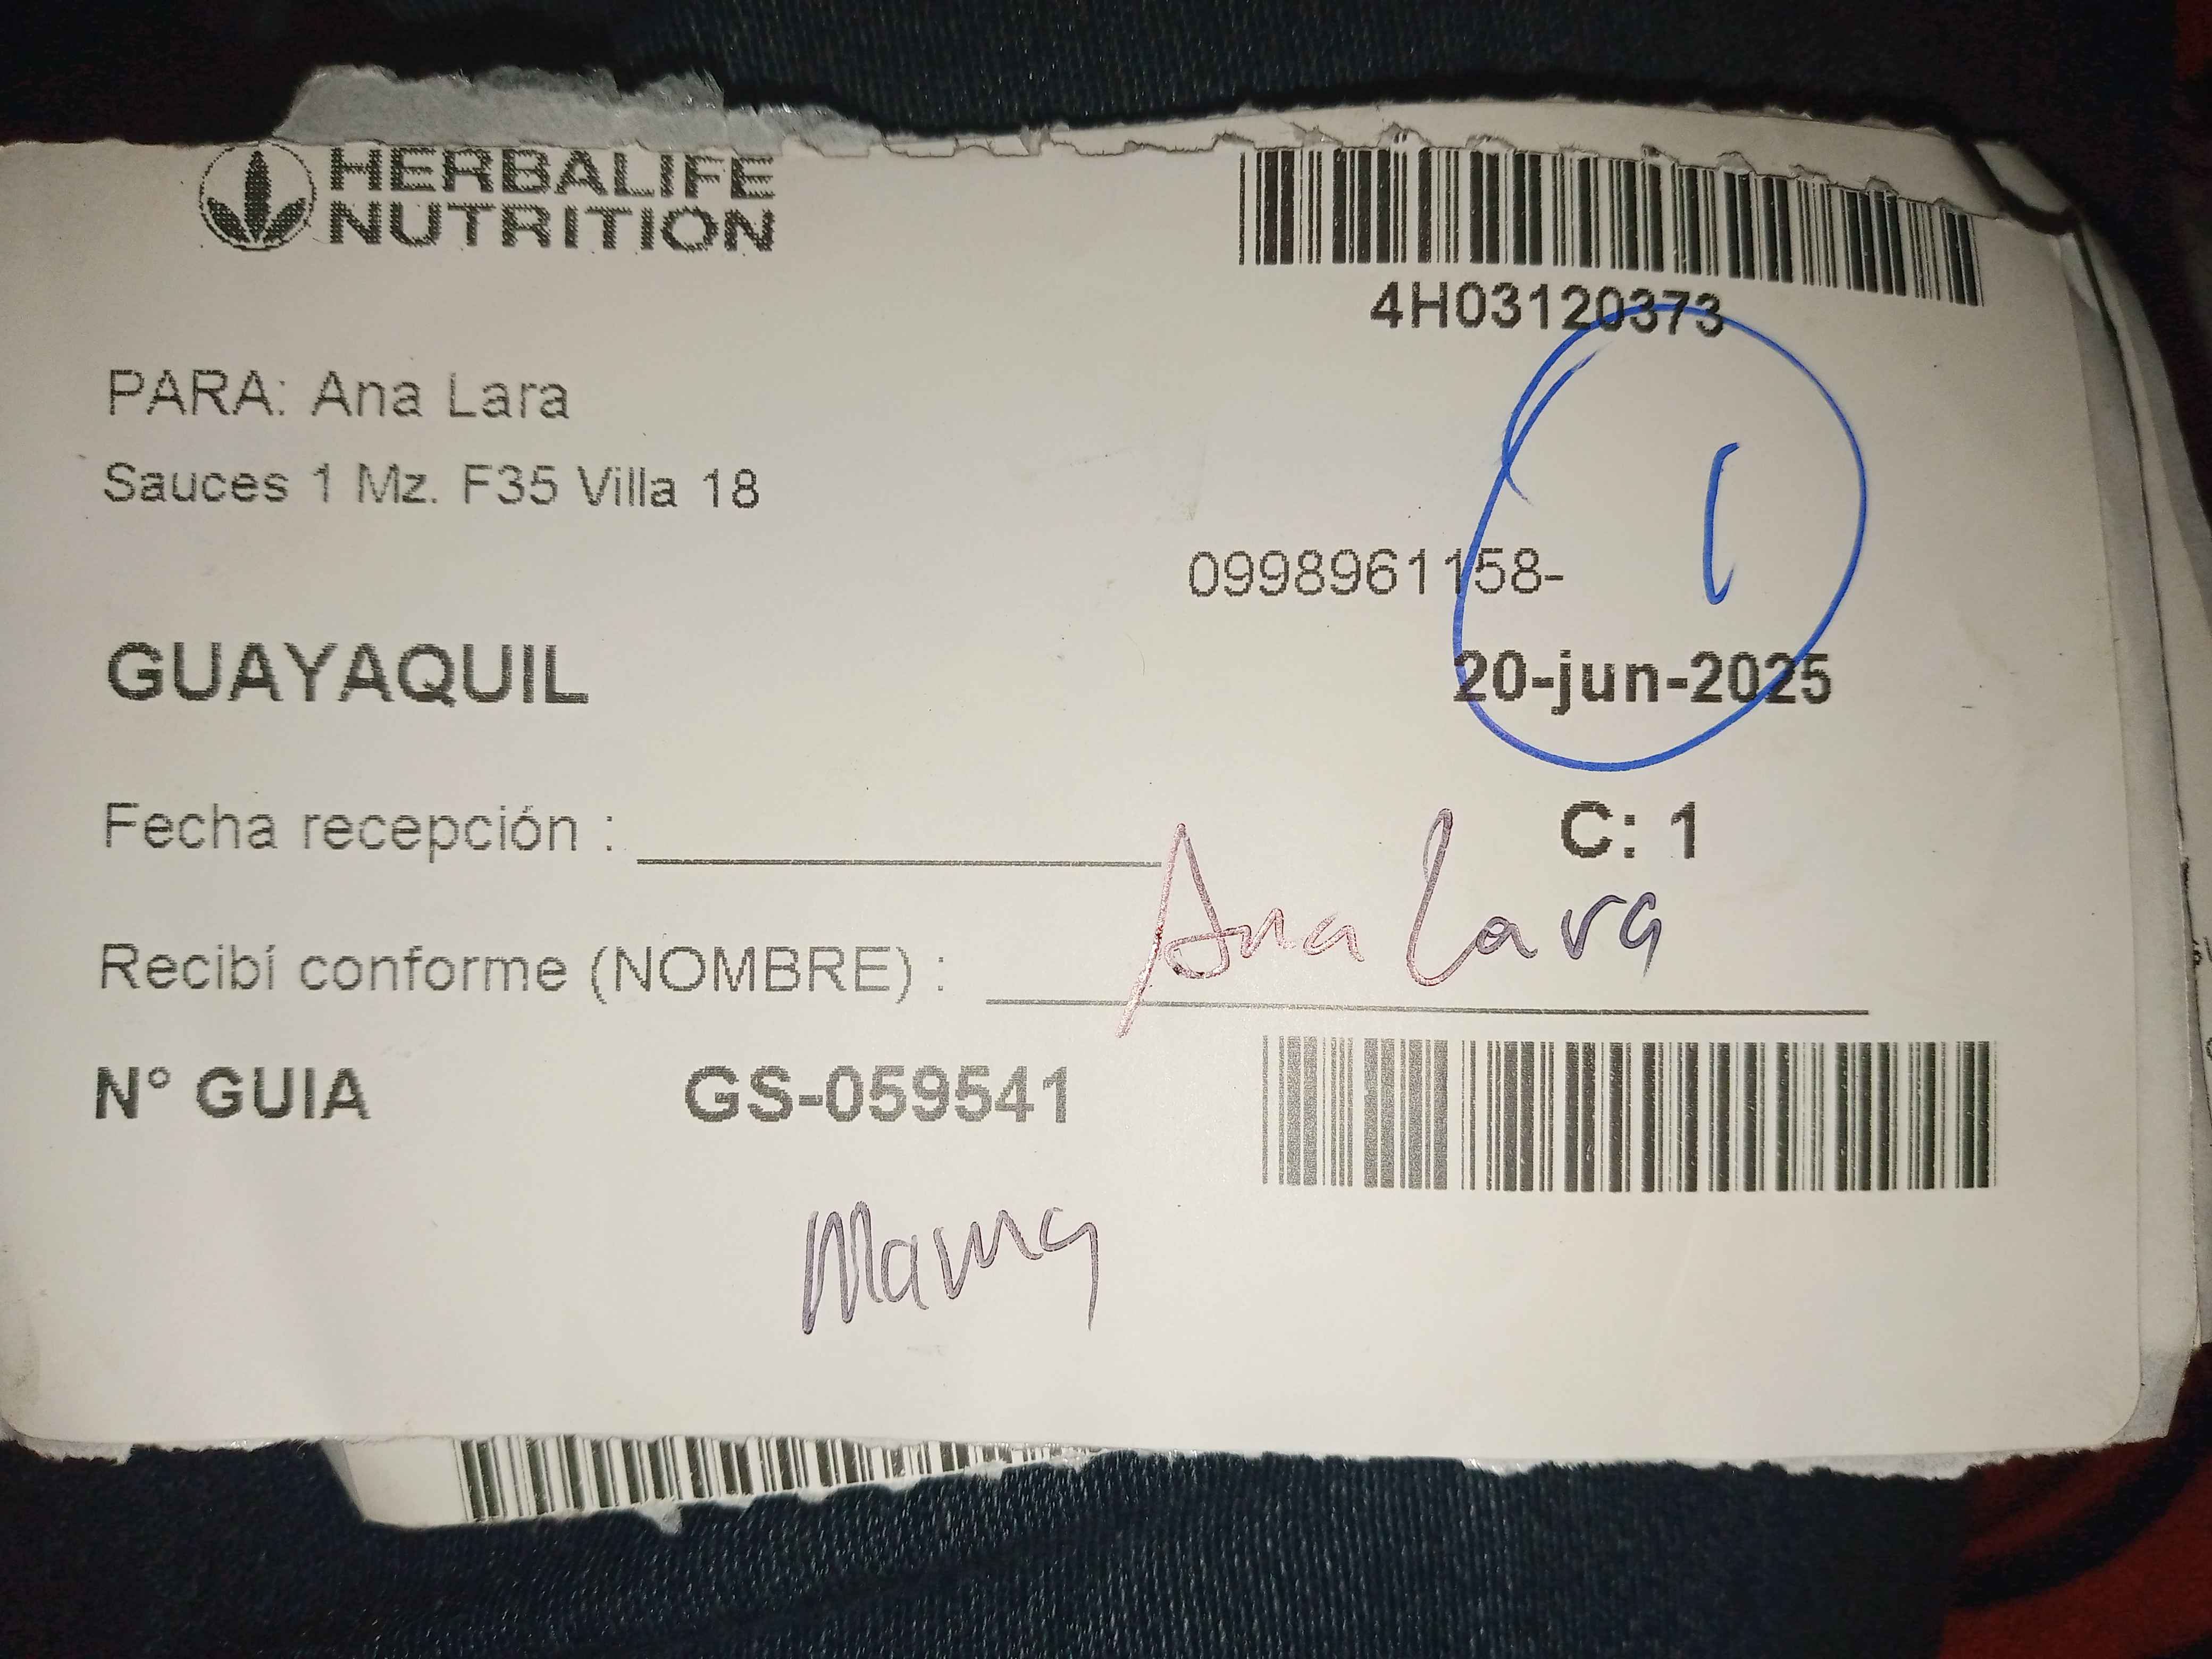 HERBALIFE
NUTRITION
4H03120373
PARA: Ana Lara
Sauces 1 Mz. F35 Villa 18
1
0998961158-
GUAYAQUIL
20-jun-2025
Fecha recepción :
C: 1
Recibí conforme (NOMBRE) : Ana Lara
N° GUIA GS-059541
Mama